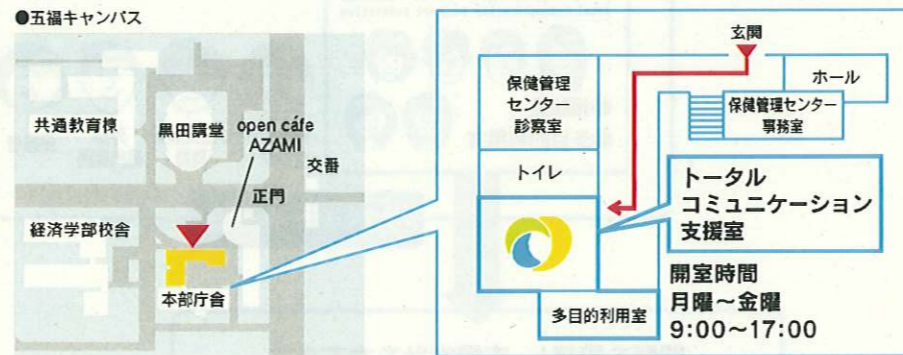 ●五福キャンパス
共通教育棟
黒田講堂
open cáfe
AZAMI
交番
正門
経済学部校舎
本部庁舎
玄関
保健管理
センター
診察室
ホール
保健管理センター
事務室
トイレ
トータル
コミュニケーション
支援室
開室時間
月曜～金曜
9:00～17:00
多目的利用室